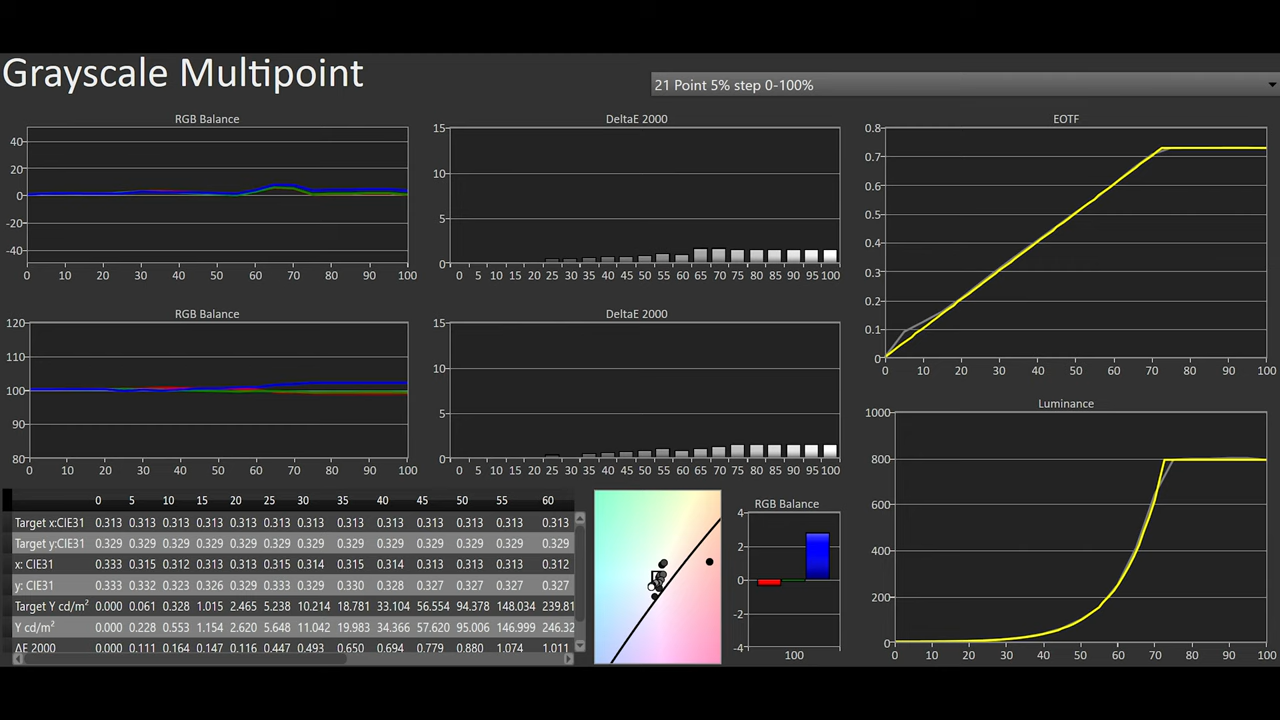 Grayscale Multipoint
21 Point 5% step 0-100%
RGB Balance
40
20
0
-20
-40
0 10 20 30 40 50 60 70 80 90 100
DeltaE 2000
15
10
5
0
0 5 10 15 20 25 30 35 40 45 50 55 60 65 70 75 80 85 90 95 100
EOTF
0.8
0.7
0.6
0.5
0.4
0.3
0.2
0.1
0
0 10 20 30 40 50 60 70 80 90 100
RGB Balance
120
110
100
90
80
0 10 20 30 40 50 60 70 80 90 100
DeltaE 2000
15
10
5
0
0 5 10 15 20 25 30 35 40 45 50 55 60 65 70 75 80 85 90 95 100
Luminance
1000
800
600
400
200
0
0 10 20 30 40 50 60 70 80 90 100
0 5 10 15 20 25 30 35 40 45 50 55 60
Target x:CIE31 0.313 0.313 0.313 0.313 0.313 0.313 0.313 0.313 0.313 0.313 0.313 0.313 0.313
Target y:CIE31 0.329 0.329 0.329 0.329 0.329 0.329 0.329 0.329 0.329 0.329 0.329 0.329 0.329
x: CIE31 0.333 0.315 0.312 0.313 0.313 0.313 0.314 0.314 0.314 0.313 0.313 0.313 0.312
y: CIE31 0.333 0.332 0.323 0.326 0.329 0.333 0.329 0.330 0.328 0.327 0.328 0.327 0.327
Target Y cd/m² 0.000 0.061 0.328 1.015 2.465 5.238 10.214 18.781 33.104 56.554 94.378 148.034 239.81
Y cd/m² 0.000 0.228 0.553 1.154 2.620 5.648 11.042 19.983 34.366 57.620 95.006 146.999 246.32
ΔE 2000 0.000 0.111 0.164 0.147 0.116 0.447 0.493 0.650 0.694 0.779 0.880 1.074 1.011
RGB Balance
4
2
0
-2
-4
100